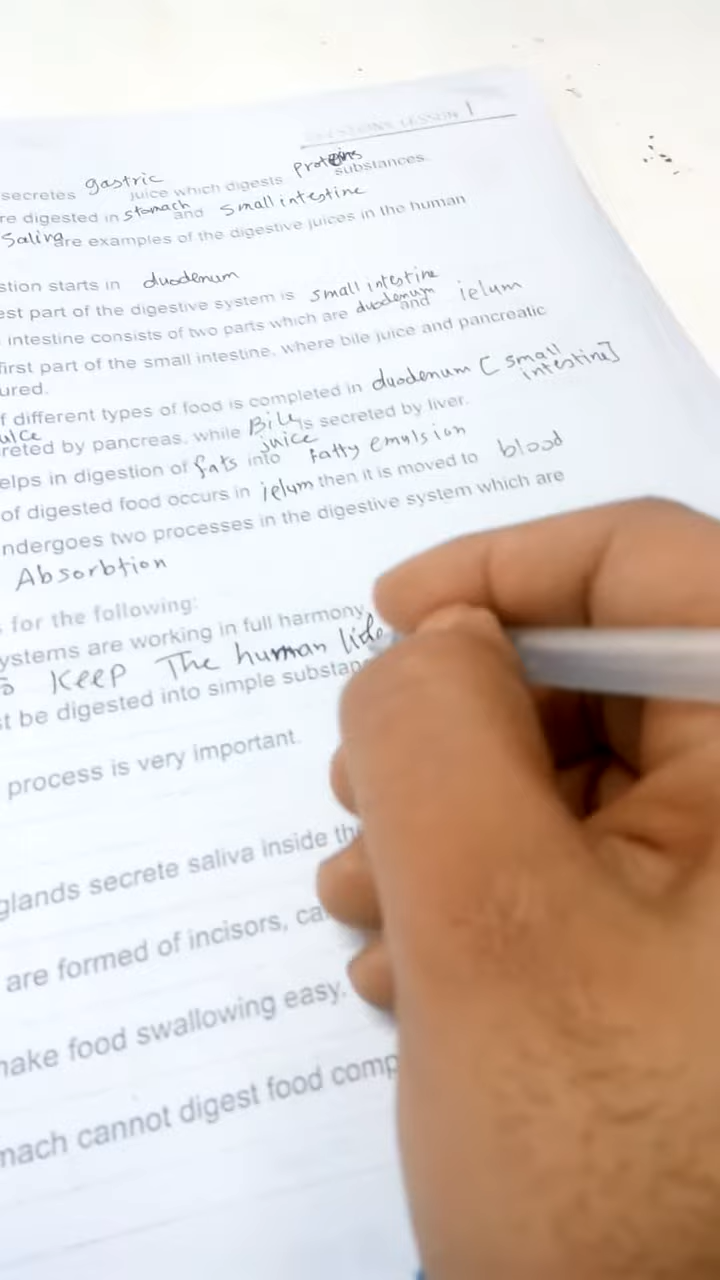 QUESTIONS LESSON 1
secretes gastric juice which digests proteins substances.
re digested in stomach and small intestine
Saliva are examples of the digestive juices in the human
stion starts in duodenum
est part of the digestive system is small intestine
intestine consists of two parts which are duodenum and ielum
first part of the small intestine, where bile juice and pancreatic
ured.
f different types of food is completed in duodenum [small intestine]
uice
reted by pancreas, while Bile juice is secreted by liver.
elps in digestion of fats into fatty emulsion
of digested food occurs in ielum then it is moved to blood
ndergoes two processes in the digestive system which are
Absorbtion
s for the following:
ystems are working in full harmony
To KEEP The human life
st be digested into simple substan
process is very important.
glands secrete saliva inside th
are formed of incisors, ca
make food swallowing easy.
mach cannot digest food comp